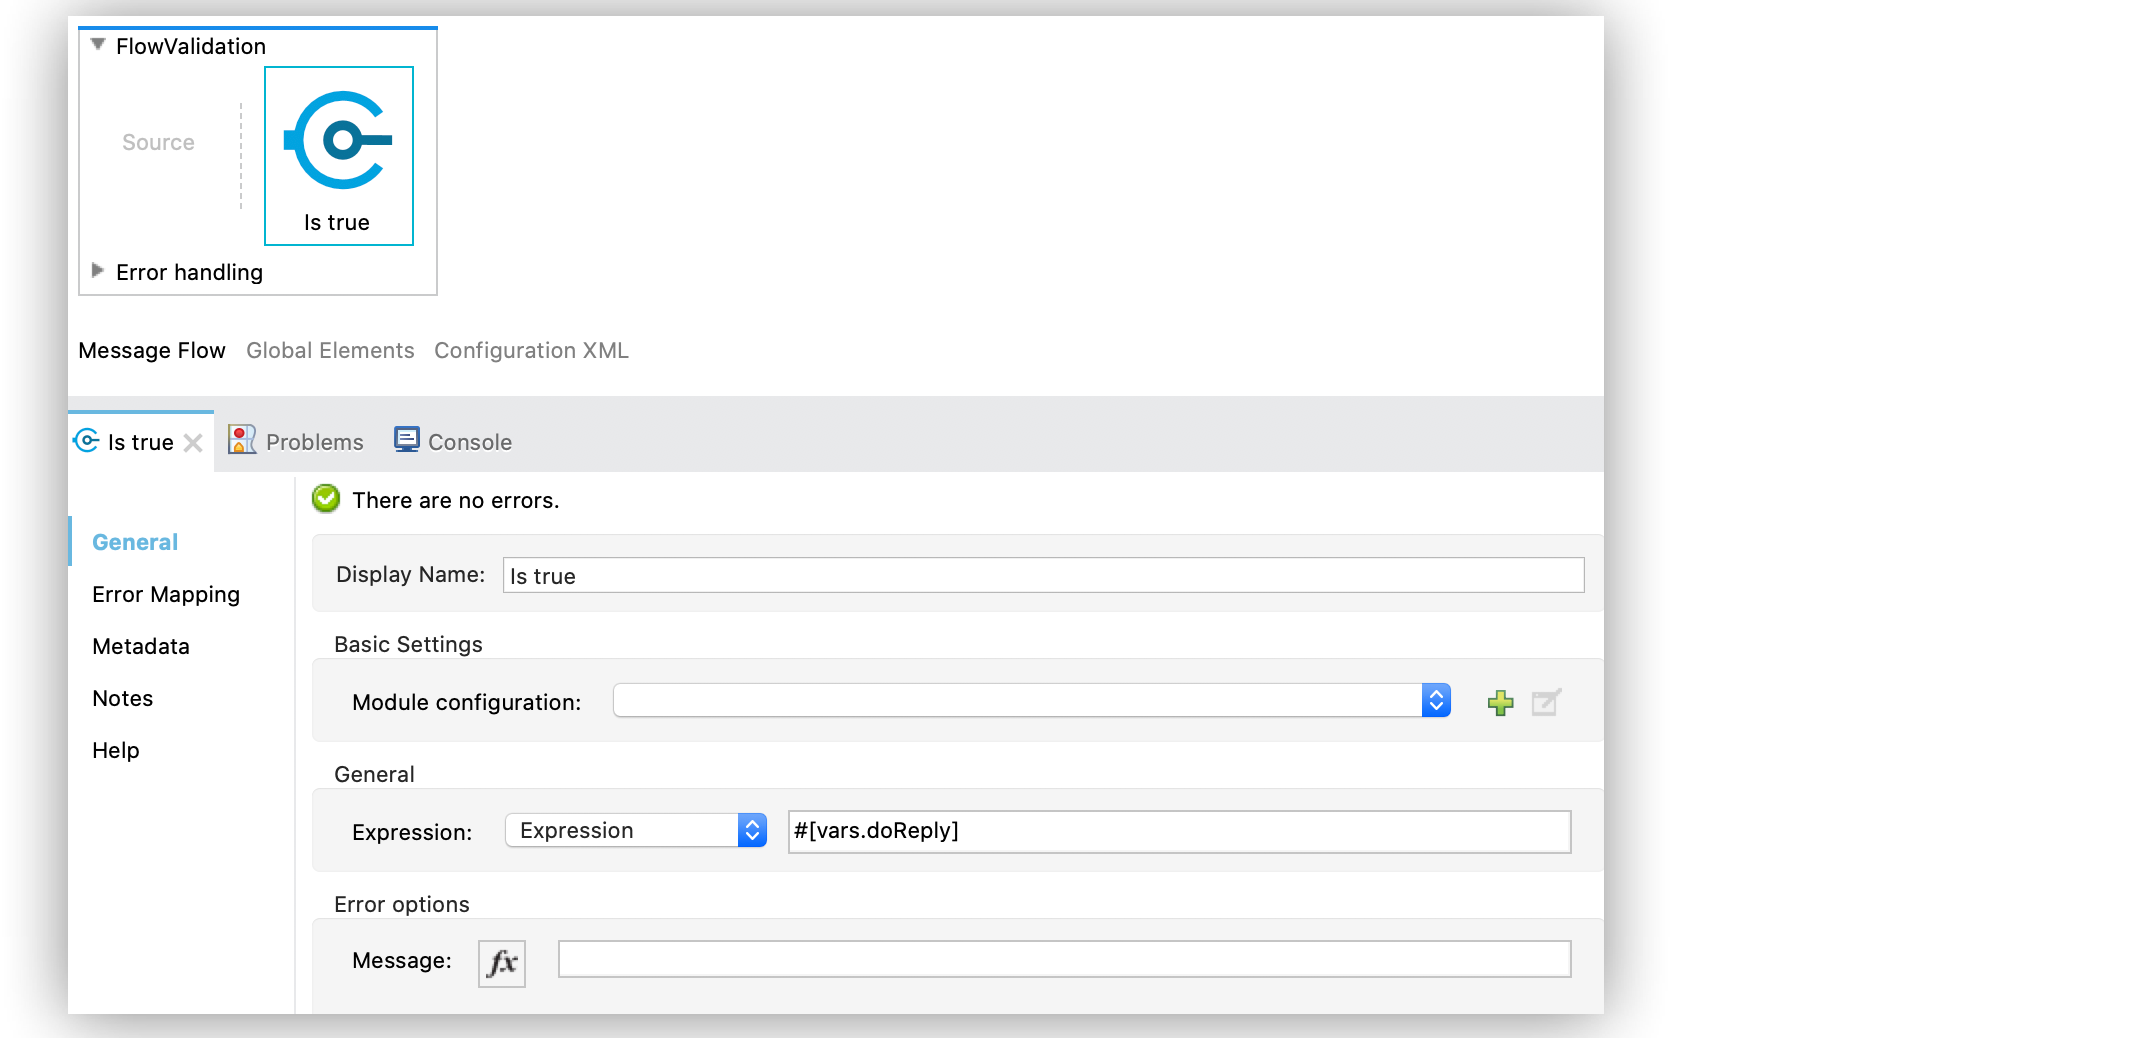 FlowValidation
Source
Is true
Error handling
Message Flow Global Elements Configuration XML
Is true Problems Console
There are no errors.
General
Error Mapping
Metadata
Notes
Help
Display Name: Is true
Basic Settings
Module configuration:
General
Expression: Expression #[vars.doReply]
Error options
Message: fx